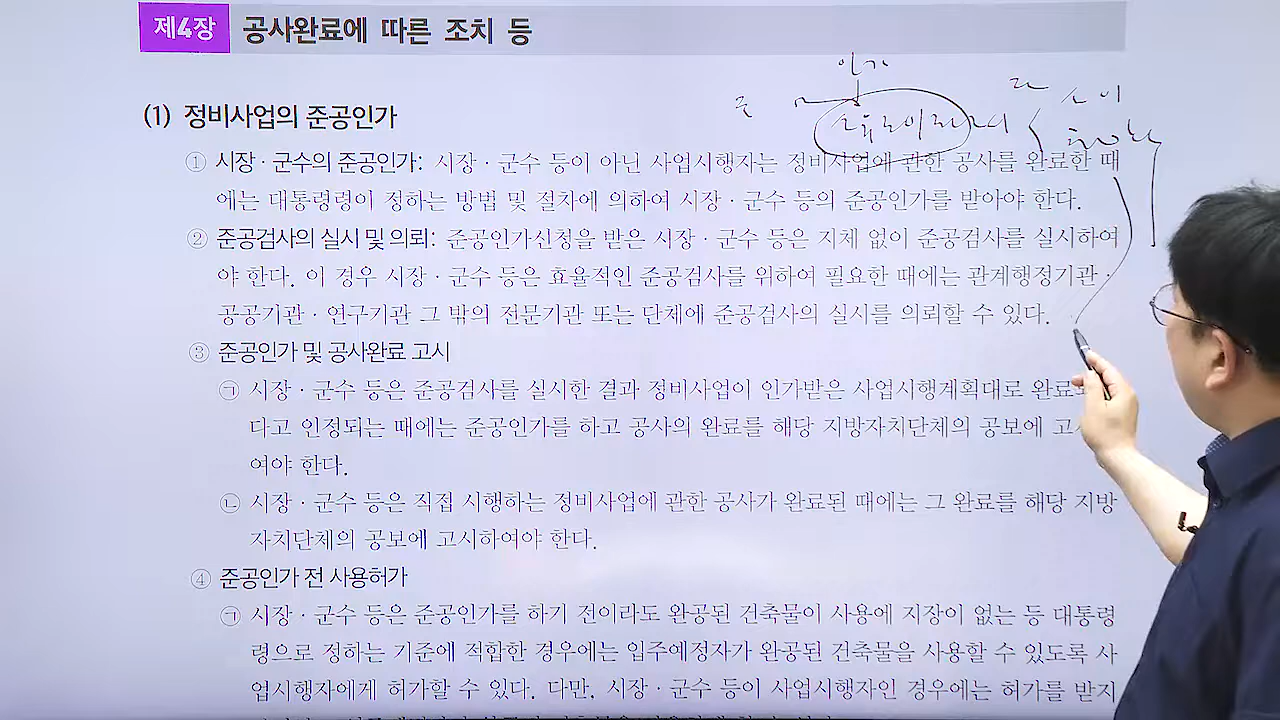 제4장 공사완료에 따른 조치 등
인가
소유
이
(1) 정비사업의 준공인가
① 시장·군수의 준공인가: 시장·군수 등이 아닌 사업시행자는 정비사업에 관한 공사를 완료한 때
에는 대통령령이 정하는 방법 및 절차에 의하여 시장·군수 등의 준공인가를 받아야 한다.
② 준공검사의 실시 및 의뢰: 준공인가신청을 받은 시장·군수 등은 지체 없이 준공검사를 실시하여
야 한다. 이 경우 시장·군수 등은 효율적인 준공검사를 위하여 필요한 때에는 관계행정기관·
공공기관·연구기관 그 밖의 전문기관 또는 단체에 준공검사의 실시를 의뢰할 수 있다.
③ 준공인가 및 공사완료 고시
㉠ 시장·군수 등은 준공검사를 실시한 결과 정비사업이 인가받은 사업시행계획대로 완료
다고 인정되는 때에는 준공인가를 하고 공사의 완료를 해당 지방자치단체의 공보에 고
여야 한다.
㉡ 시장·군수 등은 직접 시행하는 정비사업에 관한 공사가 완료된 때에는 그 완료를 해당 지방
자치단체의 공보에 고시하여야 한다.
④ 준공인가 전 사용허가
㉠ 시장·군수 등은 준공인가를 하기 전이라도 완공된 건축물이 사용에 지장이 없는 등 대통령
령으로 정하는 기준에 적합한 경우에는 입주예정자가 완공된 건축물을 사용할 수 있도록 사
업시행자에게 허가할 수 있다. 다만, 시장·군수 등이 사업시행자인 경우에는 허가를 받지